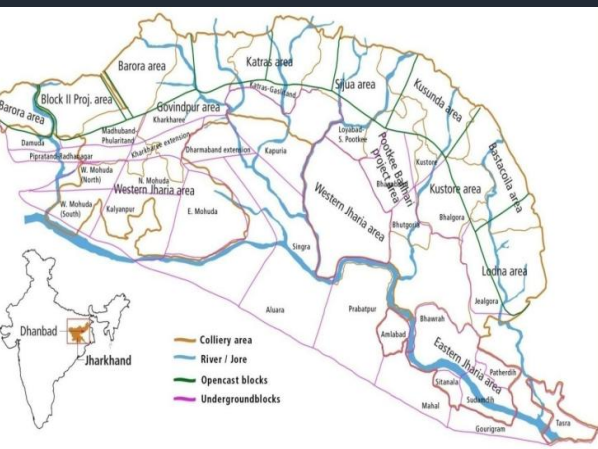 Barora area
Katras area
Sijua area
Kusunda area
Block II Proj. area
Barora area
Govindpur area
Katras-Gaslitand
Kharkharee
Madhuband-
Phularitand
Loyabad-
S. Pootkee
Bastacolla area
Damuda
Kharkharee extension
Dharmaband extension
Kapuria
Pootkee Balihari
project area
Kustore
Pipratand-Radhanagar
W. Mohuda
(North)
N. Mohuda
Western Jharia area
Western Jharia area
Kustore area
W. Mohuda
(South)
Kalyanpur
E. Mohuda
Bhutgoria
Bhalgora
Singra
Lodna area
Jealgora
Aluara
Prabatpur
Bhawrah
Amlabad
Eastern Jharia area
Patherdih
Sitanala
Sudamdih
Mahal
Gourigram
Tasra
Dhanbad
Jharkhand
Colliery area
River / Jore
Opencast blocks
Undergroundblocks